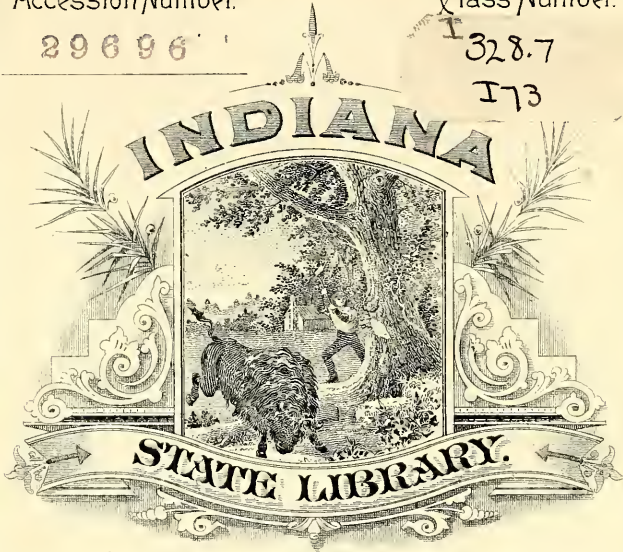 Accession Number.
Class Number.
29696
I
328.7
I73
INDIANA
STATE LIBRARY.